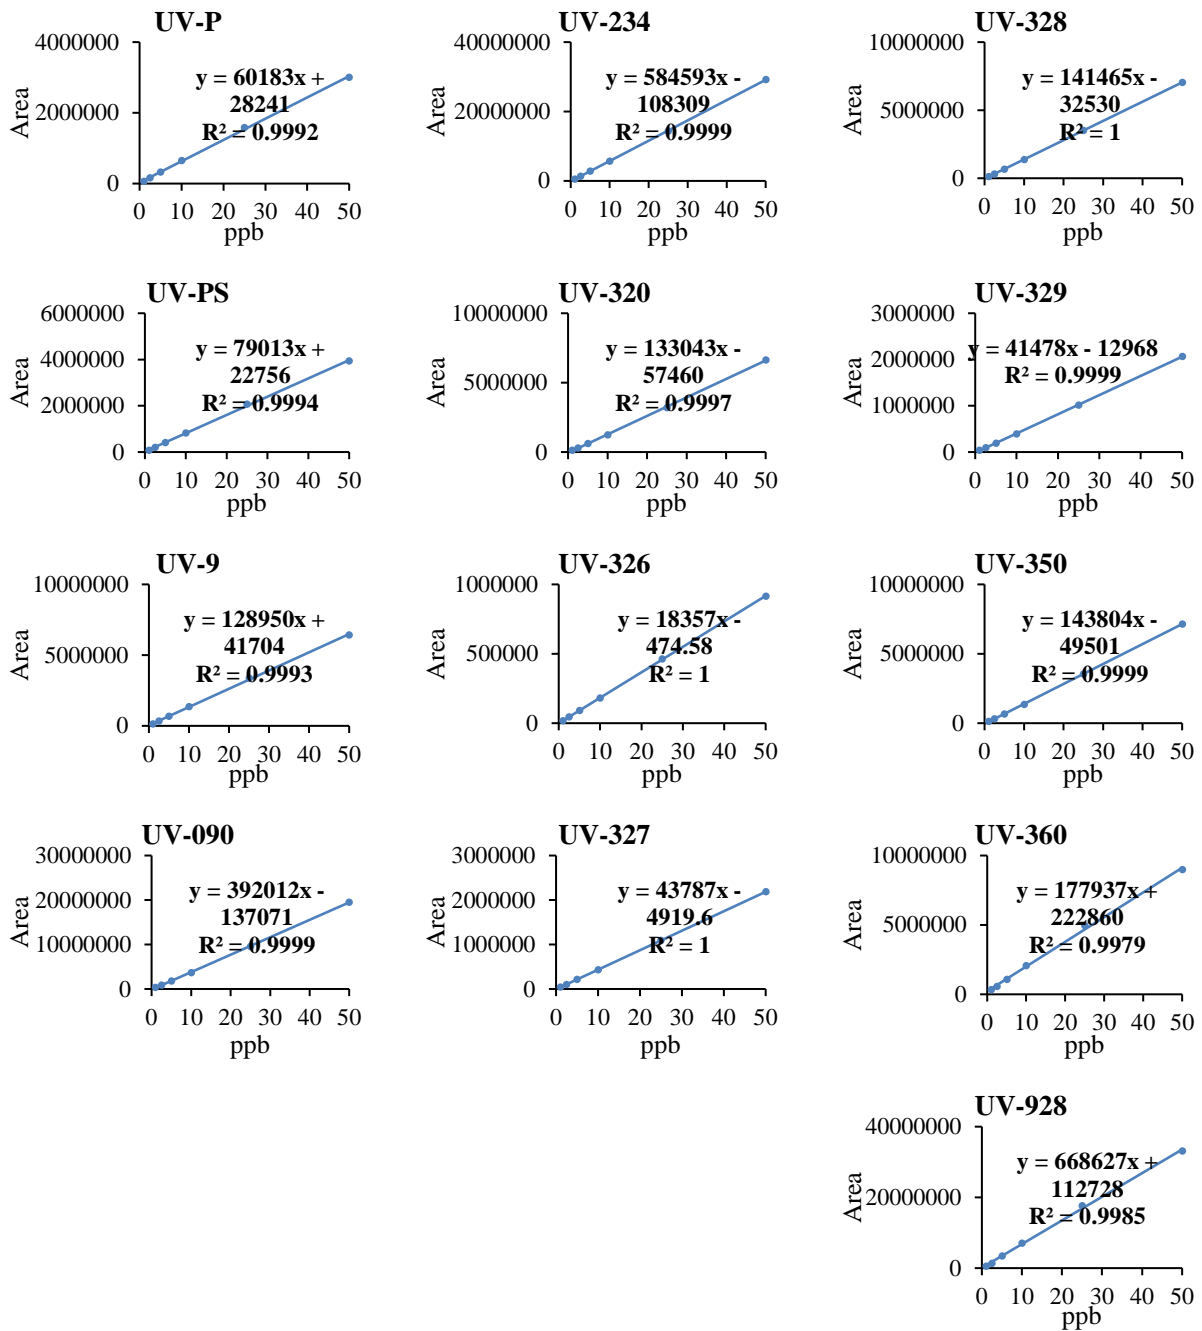 UV-P
4000000
2000000
0
Area
y = 60183x +
28241
R² = 0.9992
0 10 20 30 40 50
ppb
UV-234
40000000
20000000
0
Area
y = 584593x -
108309
R² = 0.9999
0 10 20 30 40 50
ppb
UV-328
10000000
5000000
0
Area
y = 141465x -
32530
R² = 1
0 10 20 30 40 50
ppb
UV-PS
6000000
4000000
2000000
0
Area
y = 79013x +
22756
R² = 0.9994
0 10 20 30 40 50
ppb
UV-320
10000000
5000000
0
Area
y = 133043x -
57460
R² = 0.9997
0 10 20 30 40 50
ppb
UV-329
3000000
2000000
1000000
0
Area
y = 41478x - 12968
R² = 0.9999
0 10 20 30 40 50
ppb
UV-9
10000000
5000000
0
Area
y = 128950x +
41704
R² = 0.9993
0 10 20 30 40 50
ppb
UV-326
1000000
500000
0
Area
y = 18357x -
474.58
R² = 1
0 10 20 30 40 50
ppb
UV-350
10000000
5000000
0
Area
y = 143804x -
49501
R² = 0.9999
0 10 20 30 40 50
ppb
UV-090
30000000
20000000
10000000
0
Area
y = 392012x -
137071
R² = 0.9999
0 10 20 30 40 50
ppb
UV-327
3000000
2000000
1000000
0
Area
y = 43787x -
4919.6
R² = 1
0 10 20 30 40 50
ppb
UV-360
10000000
5000000
0
Area
y = 177937x +
222860
R² = 0.9979
0 10 20 30 40 50
ppb
UV-928
40000000
20000000
0
Area
y = 668627x +
112728
R² = 0.9985
0 10 20 30 40 50
ppb